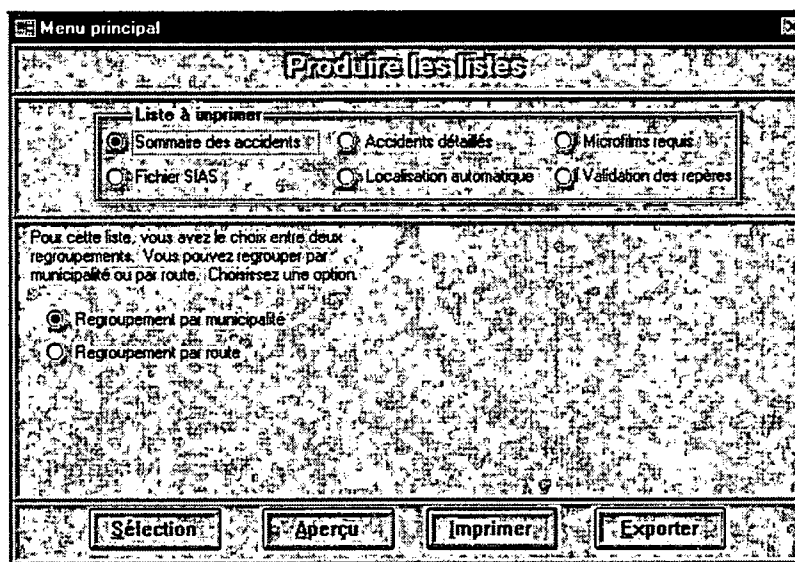 Menu principal
Produire les listes
Liste à imprimer
Sommaire des accidents
Accidents détaillés
Microfilms requis
Fichier SIAS
Localisation automatique
Validation des repères
Pour cette liste, vous avez le choix entre deux
regroupements. Vous pouvez regrouper par
municipalité ou par route. Choisissez une option.
Regroupement par municipalité
Regroupement par route
Sélection
Aperçu
Imprimer
Exporter